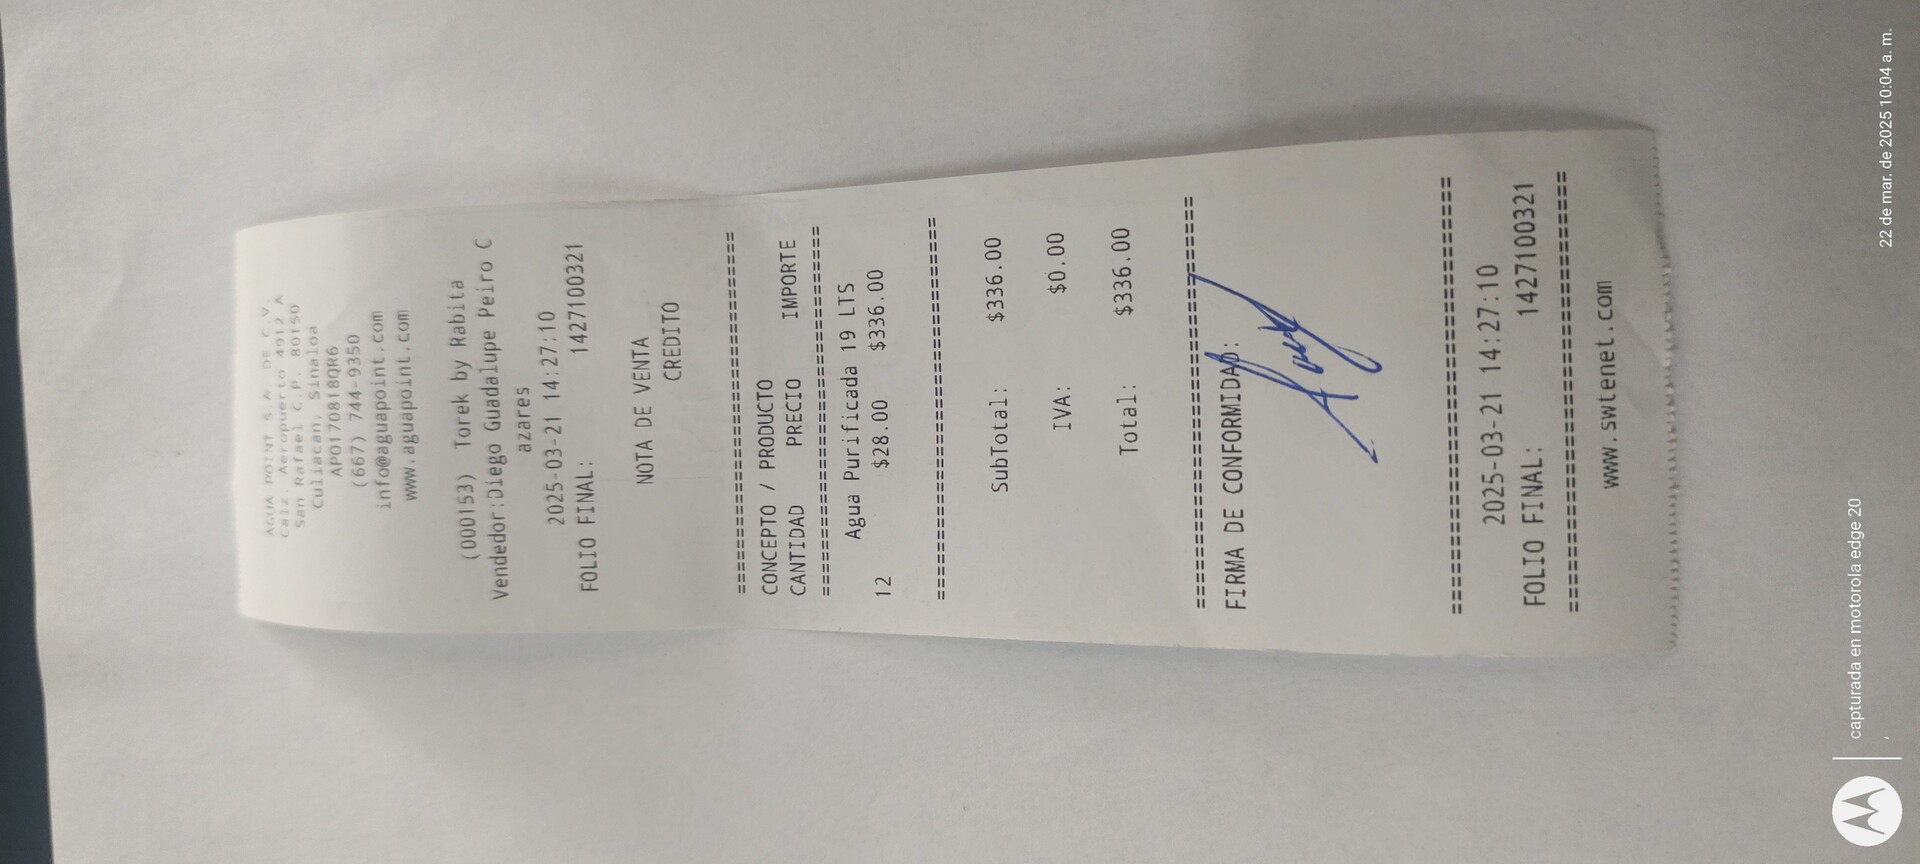 AGUA POINT S.A. DE C.V.
Calz. Aeropuerto 4012 A
San Rafael C.P. 80150
Culiacan, Sinaloa
APO170818QR6
(667) 744-9350
info@aguapoint.com
www.aguapoint.com
(000153) Torek by Rabita
Vendedor:Diego Guadalupe Peiro C
azares
2025-03-21 14:27:10
FOLIO FINAL: 1427100321
NOTA DE VENTA
CREDITO
================================
CONCEPTO / PRODUCTO
CANTIDAD PRECIO IMPORTE
================================
Agua Purificada 19 LTS
12 $28.00 $336.00
================================
SubTotal: $336.00
IVA: $0.00
Total: $336.00
================================
FIRMA DE CONFORMIDAD:
================================
2025-03-21 14:27:10
FOLIO FINAL: 1427100321
================================
www.swtenet.com
capturada en motorola edge 20
22 de mar. de 2025 10:04 a. m.